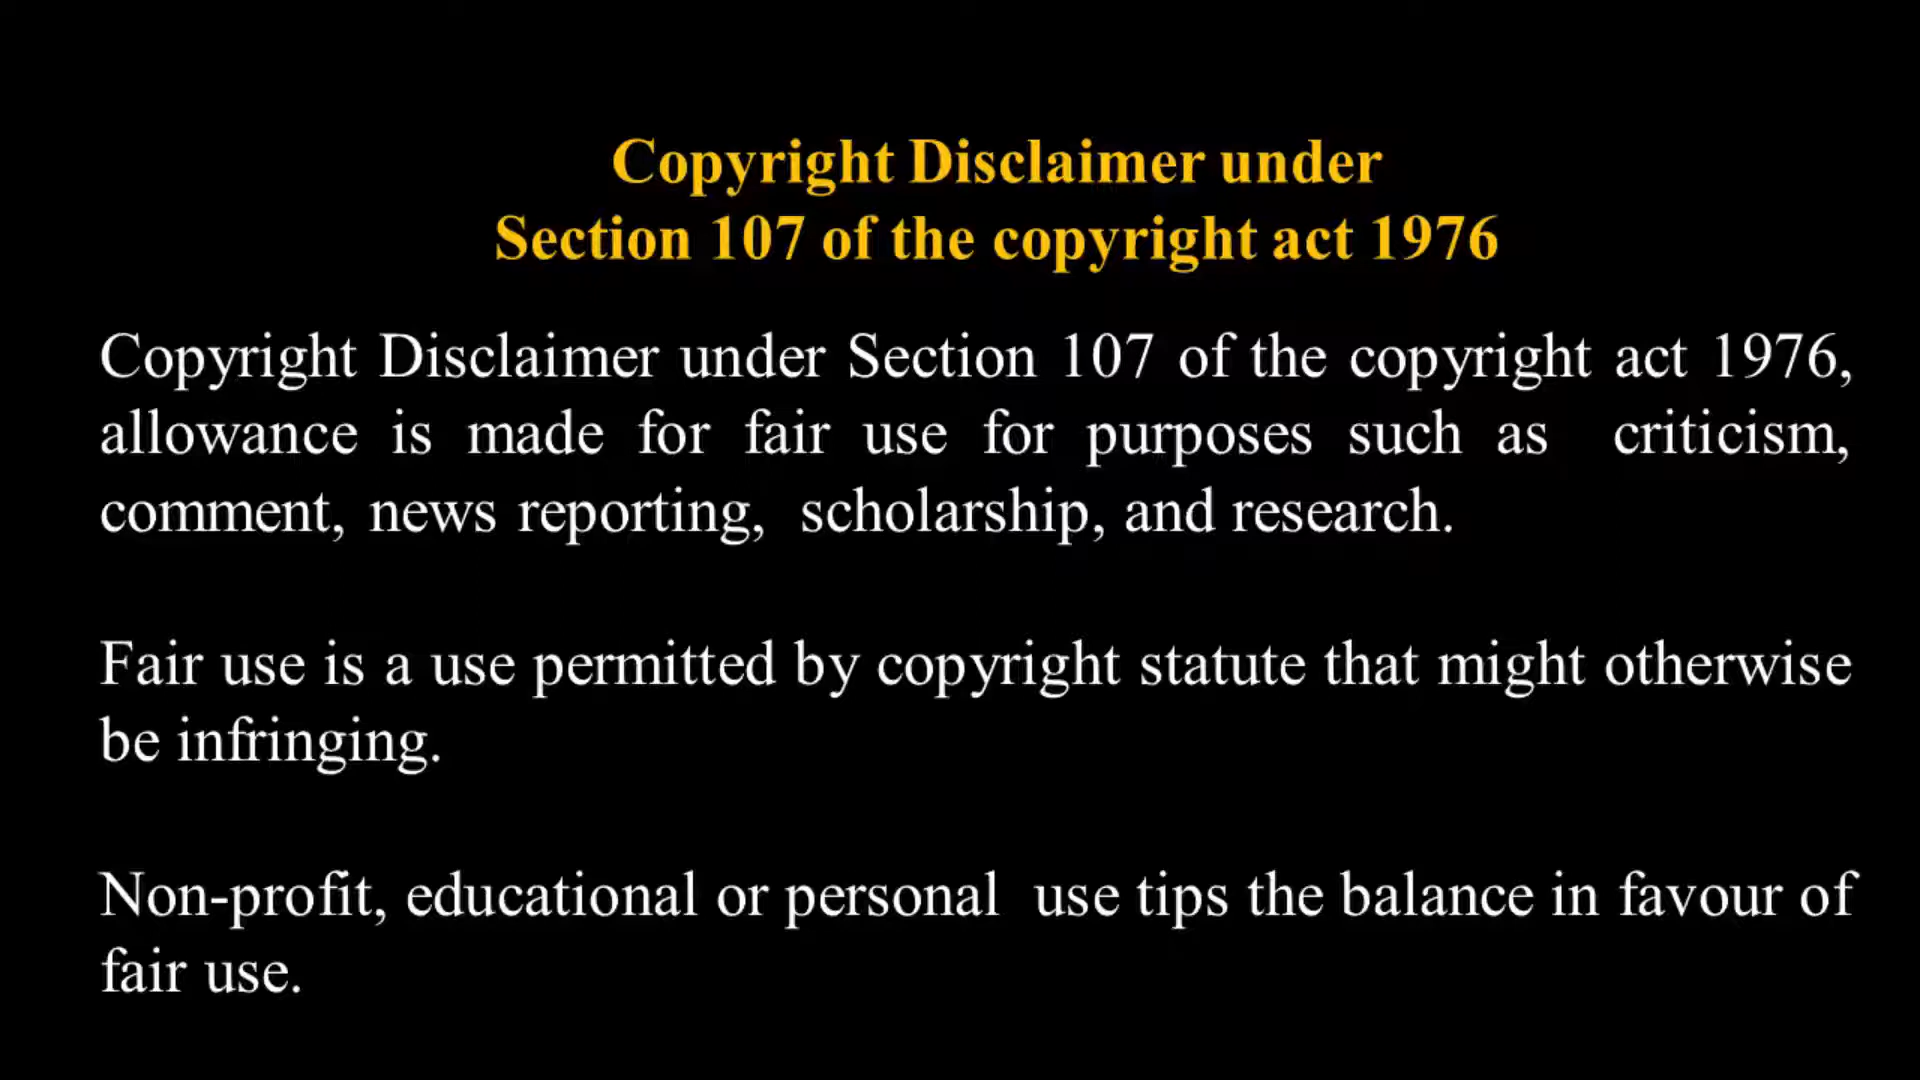 Copyright Disclaimer under
Section 107 of the copyright act 1976
Copyright Disclaimer under Section 107 of the copyright act 1976,
allowance is made for fair use for purposes such as criticism,
comment, news reporting, scholarship, and research.
Fair use is a use permitted by copyright statute that might otherwise
be infringing.
Non-profit, educational or personal use tips the balance in favour of
fair use.